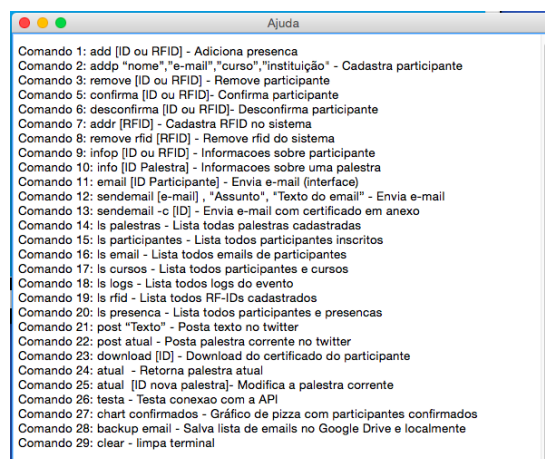 Ajuda
Comando 1: add [ID ou RFID] - Adiciona presenca
Comando 2: addp “nome”,”e-mail”,”curso”,”instituição" - Cadastra participante
Comando 3: remove [ID ou RFID] - Remove participante
Comando 5: confirma [ID ou RFID]- Confirma participante
Comando 6: desconfirma [ID ou RFID]- Desconfirma participante
Comando 7: addr [RFID] - Cadastra RFID no sistema
Comando 8: remove rfid [RFID] - Remove rfid do sistema
Comando 9: infop [ID ou RFID] - Informacoes sobre participante
Comando 10: info [ID Palestra] - Informacoes sobre uma palestra
Comando 11: email [ID Participante] - Envia e-mail (interface)
Comando 12: sendemail [e-mail] , "Assunto", "Texto do email” - Envia e-mail
Comando 13: sendemail -c [ID] - Envia e-mail com certificado em anexo
Comando 14: ls palestras - Lista todas palestras cadastradas
Comando 15: ls participantes - Lista todos participantes inscritos
Comando 16: ls email - Lista todos emails de participantes
Comando 17: ls cursos - Lista todos participantes e cursos
Comando 18: ls logs - Lista todos logs do evento
Comando 19: ls rfid - Lista todos RF-IDs cadastrados
Comando 20: ls presenca - Lista todos participantes e presencas
Comando 21: post “Texto” - Posta texto no twitter
Comando 22: post atual - Posta palestra corrente no twitter
Comando 23: download [ID] - Download do certificado do participante
Comando 24: atual  - Retorna palestra atual
Comando 25: atual  [ID nova palestra]- Modifica a palestra corrente
Comando 26: testa - Testa conexao com a API
Comando 27: chart confirmados - Gráfico de pizza com participantes confirmados
Comando 28: backup email - Salva lista de emails no Google Drive e localmente
Comando 29: clear - limpa terminal